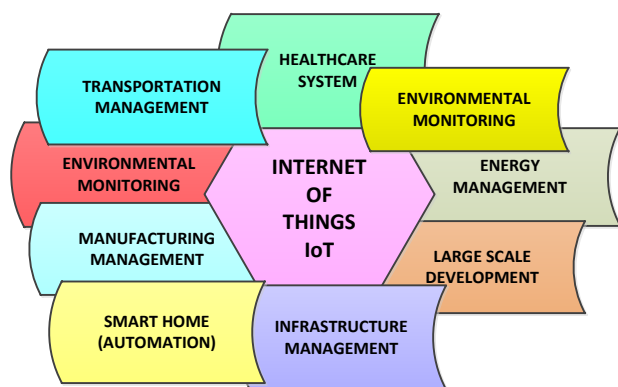 HEALTHCARE
SYSTEM
TRANSPORTATION
MANAGEMENT
ENVIRONMENTAL
MONITORING
ENVIRONMENTAL
MONITORING
INTERNET
OF
THINGS
IoT
ENERGY
MANAGEMENT
MANUFACTURING
MANAGEMENT
LARGE SCALE
DEVELOPMENT
SMART HOME
(AUTOMATION)
INFRASTRUCTURE
MANAGEMENT